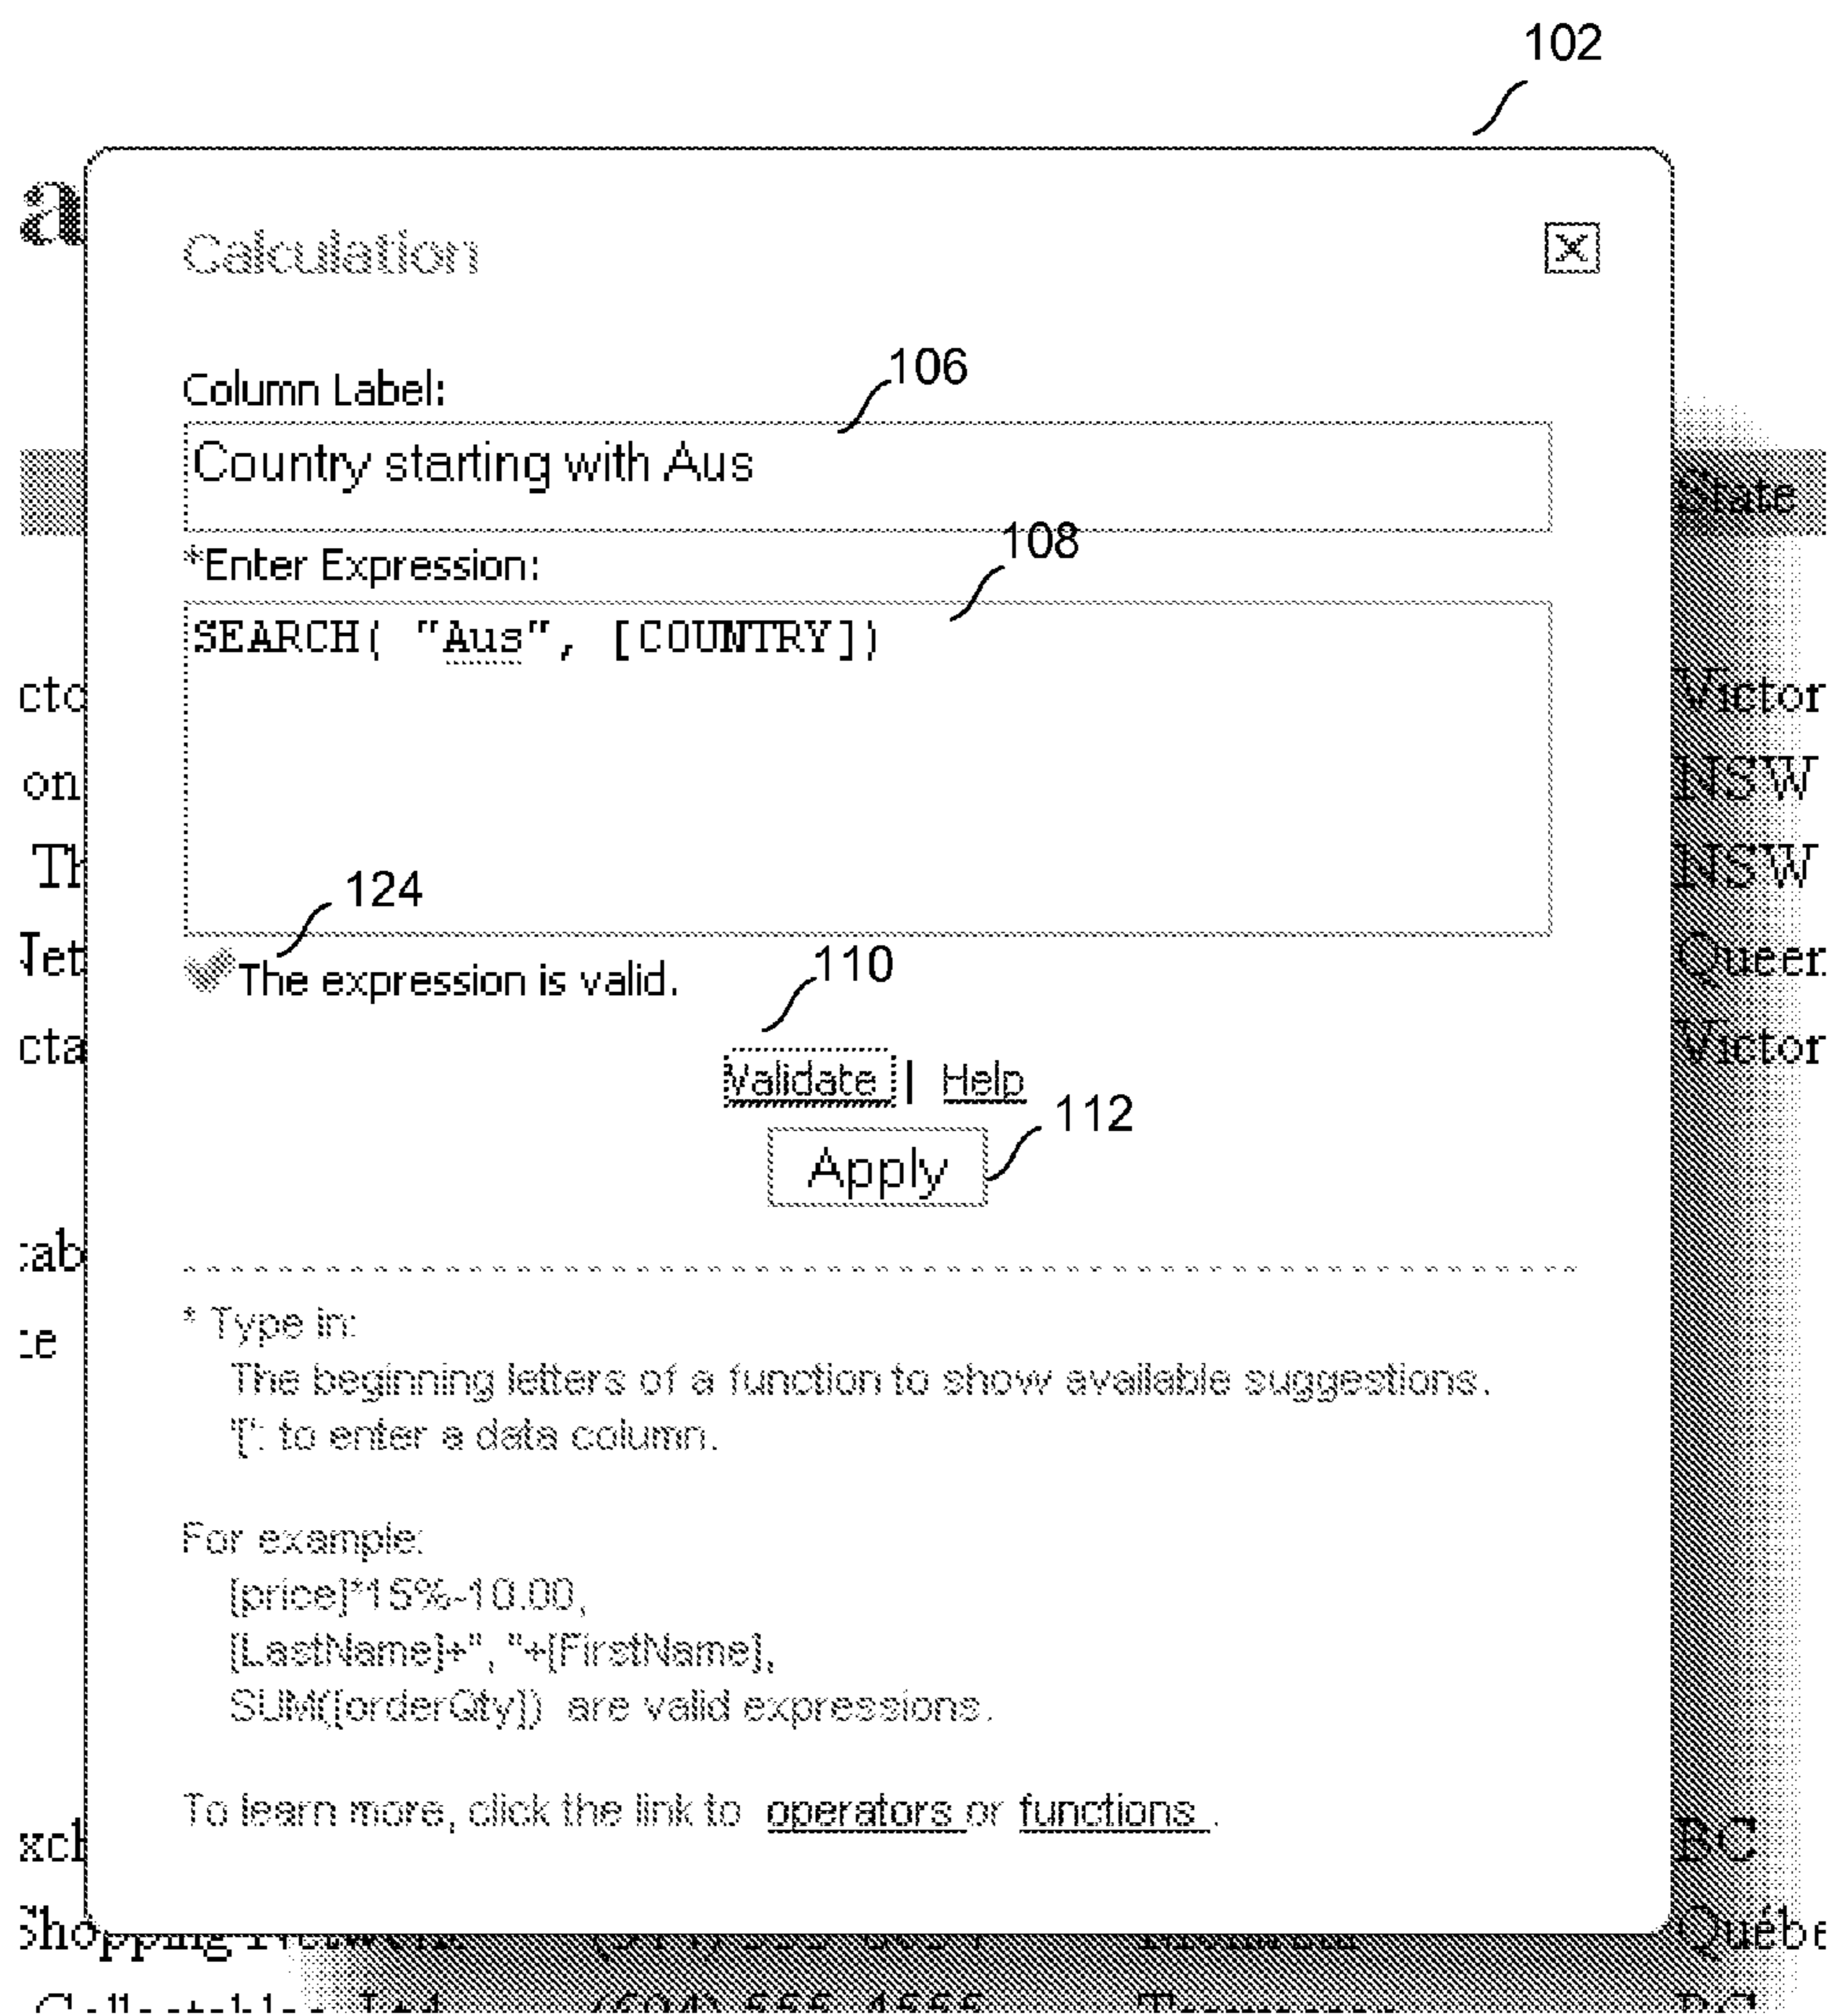 102
a
Calculation
Column Label:
106
Country starting with Aus
State
*Enter Expression:
108
SEARCH( "Aus", [COUNTRY])
Victor
on
NSW
Th
NSW
124
The expression is valid.
110
Victor
Validate | Help
112
Apply
* Type in:
The beginning letters of a function to show available suggestions.
'[': to enter a data column.
For example:
[price]*15%-10.00,
[LastName]+", "+[FirstName],
SUM([orderQty]) are valid expressions.
To learn more, click the link to operators or functions .
BC
Québe